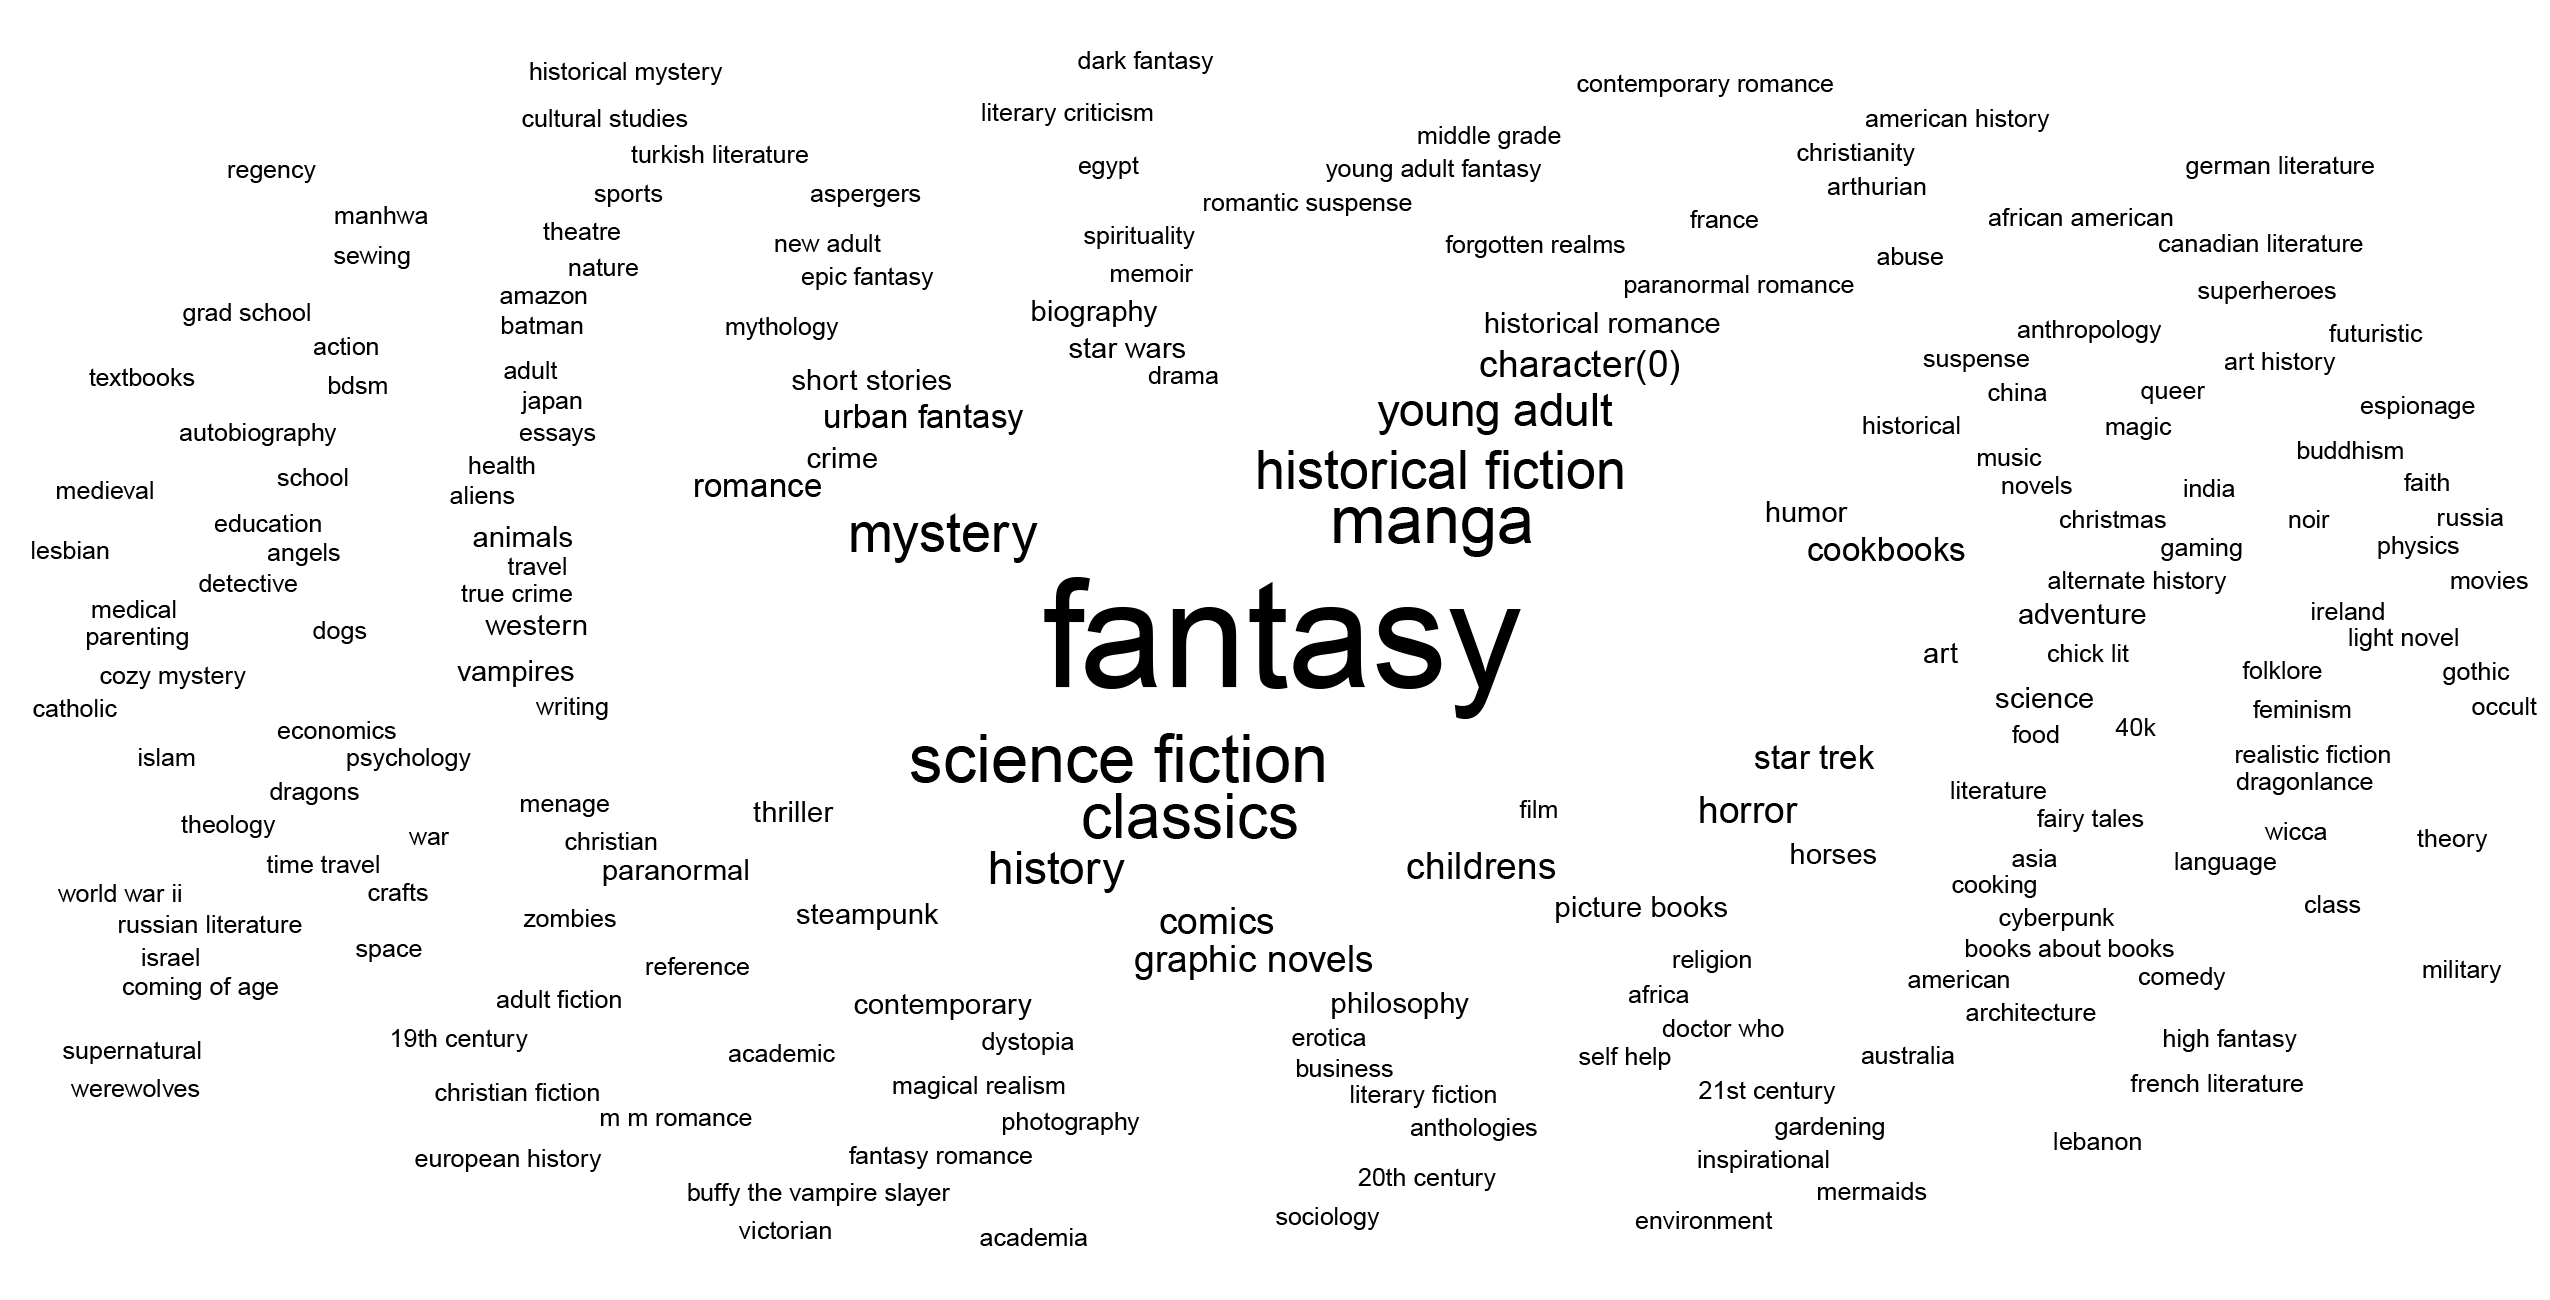 dark fantasy
historical mystery
contemporary romance
literary criticism
cultural studies
american history
middle grade
christianity
turkish literature
egypt
german literature
young adult fantasy
regency
arthurian
sports
aspergers
romantic suspense
manhwa
african american
france
theatre
spirituality
new adult
forgotten realms
canadian literature
sewing
abuse
nature
memoir
epic fantasy
paranormal romance
superheroes
amazon
biography
grad school
historical romance
batman
mythology
anthropology
futuristic
action
star wars
suspense
art history
character(0)
adult
drama
textbooks
short stories
bdsm
queer
china
japan
espionage
young adult
urban fantasy
historical
magic
autobiography
essays
buddhism
crime
music
health
historical fiction
school
faith
romance
novels
india
medieval
aliens
humor
russia
christmas
noir
manga
education
mystery
animals
physics
gaming
cookbooks
lesbian
angels
travel
alternate history
movies
detective
true crime
medical
ireland
adventure
western
dogs
parenting
light novel
fantasy
art
chick lit
folklore
vampires
gothic
cozy mystery
science
writing
occult
catholic
feminism
40k
economics
food
realistic fiction
islam
psychology
star trek
science fiction
dragonlance
literature
dragons
menage
film
horror
thriller
classics
fairy tales
theology
wicca
war
theory
christian
horses
asia
language
time travel
childrens
history
paranormal
cooking
world war ii
crafts
class
picture books
steampunk
cyberpunk
zombies
comics
russian literature
space
books about books
israel
religion
graphic novels
reference
military
comedy
american
coming of age
africa
adult fiction
philosophy
contemporary
architecture
doctor who
erotica
19th century
high fantasy
dystopia
supernatural
academic
australia
self help
business
french literature
magical realism
werewolves
21st century
christian fiction
literary fiction
m m romance
photography
gardening
anthologies
lebanon
fantasy romance
european history
inspirational
20th century
mermaids
buffy the vampire slayer
sociology
environment
victorian
academia